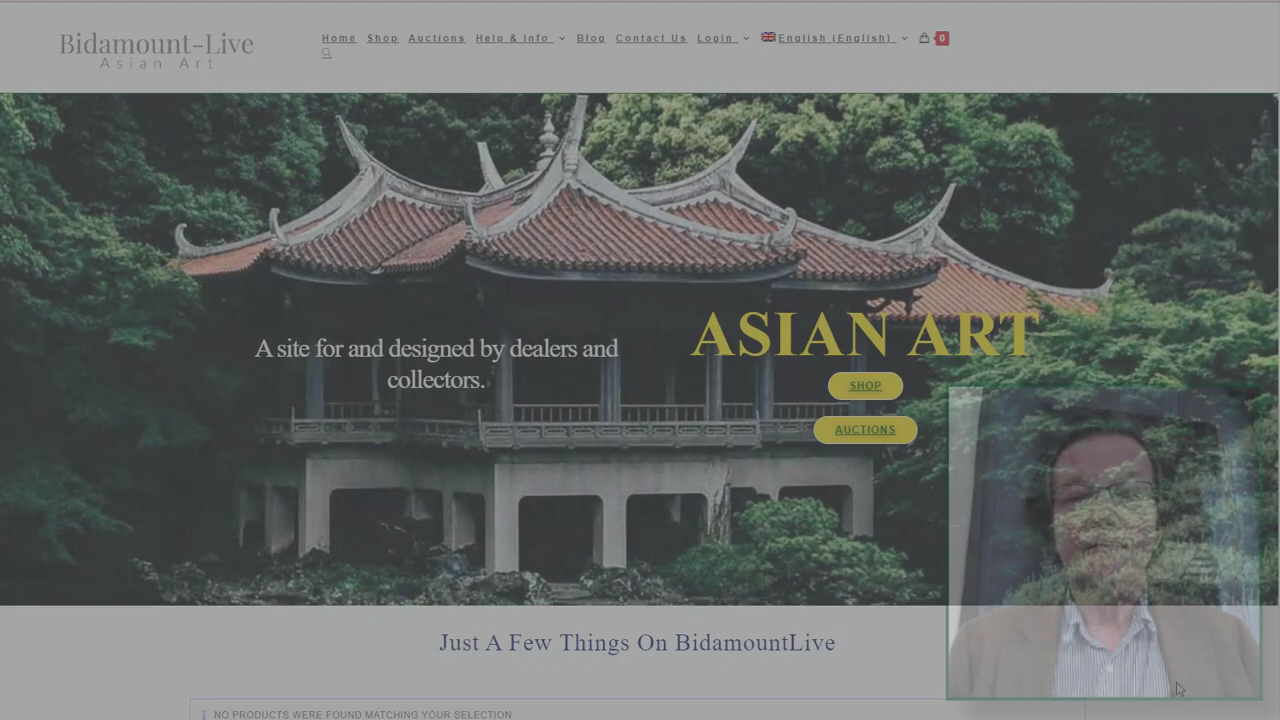 Bidamount-Live
Asian Art
Home Shop Auctions Help & Info Blog Contact Us Login English (English) 0
A site for and designed by dealers and
collectors.
ASIAN ART
SHOP
AUCTIONS
Just A Few Things On BidamountLive
NO PRODUCTS WERE FOUND MATCHING YOUR SELECTION.